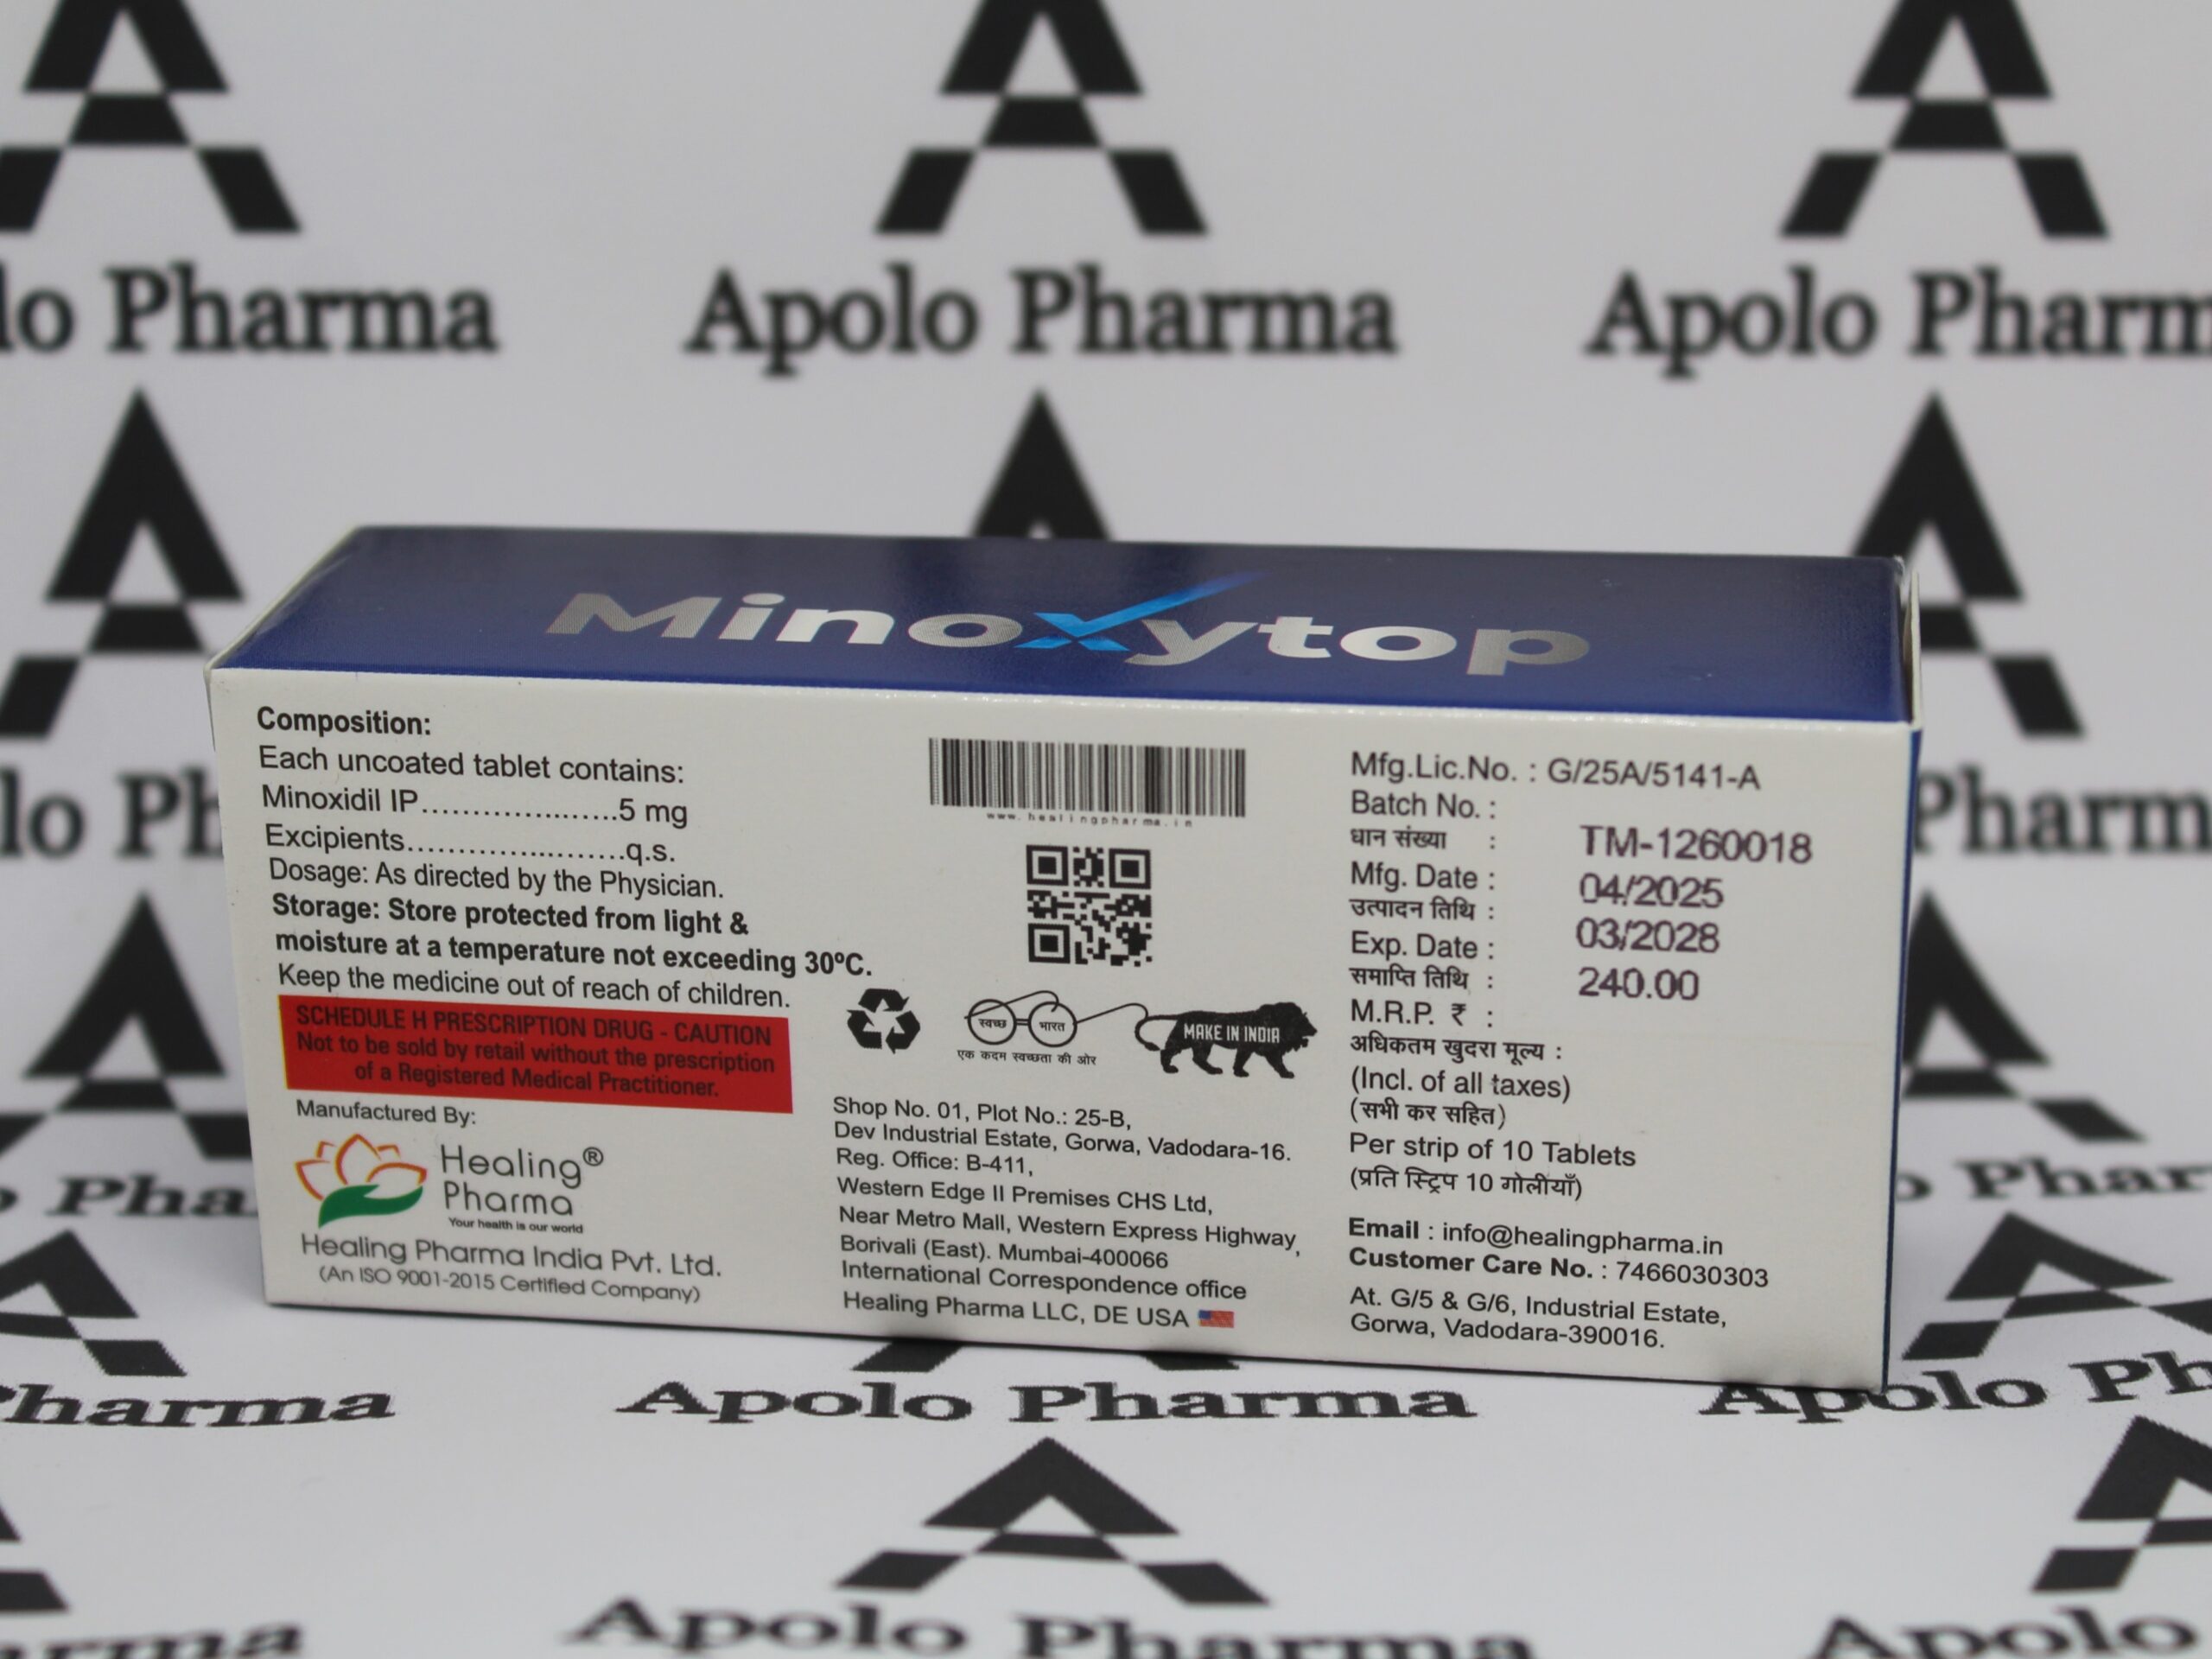 Apolo Pharma
Apolo Pharma
Minoxytop
Composition:
Each uncoated tablet contains:
Minoxidil IP.....................5 mg
Excipients.......................q.s.
Dosage: As directed by the Physician.
Storage: Store protected from light &
moisture at a temperature not exceeding 30ºC.
Keep the medicine out of reach of children.
SCHEDULE H PRESCRIPTION DRUG - CAUTION
Not to be sold by retail without the prescription
of a Registered Medical Practitioner.
Manufactured By:
Healing®
Pharma
Your health is our world
Healing Pharma India Pvt. Ltd.
(An ISO 9001-2015 Certified Company)
www.healingpharma.in
स्वच्छ भारत
एक कदम स्वच्छता की ओर
MAKE IN INDIA
Shop No. 01, Plot No.: 25-B,
Dev Industrial Estate, Gorwa, Vadodara-16.
Reg. Office: B-411,
Western Edge II Premises CHS Ltd,
Near Metro Mall, Western Express Highway,
Borivali (East). Mumbai-400066
International Correspondence office
Healing Pharma LLC, DE USA
Mfg.Lic.No. : G/25A/5141-A
Batch No. :
धान संख्या : TM-1260018
Mfg. Date : 04/2025
उत्पादन तिथि :
Exp. Date : 03/2028
समाप्ति तिथि : 240.00
M.R.P. ₹ :
अधिकतम खुदरा मूल्य :
(Incl. of all taxes)
(सभी कर सहित)
Per strip of 10 Tablets
(प्रति स्ट्रिप 10 गोलीयाँ)
Email : info@healingpharma.in
Customer Care No. : 7466030303
At. G/5 & G/6, Industrial Estate,
Gorwa, Vadodara-390016.
Apolo Pharma
Apolo Pharma